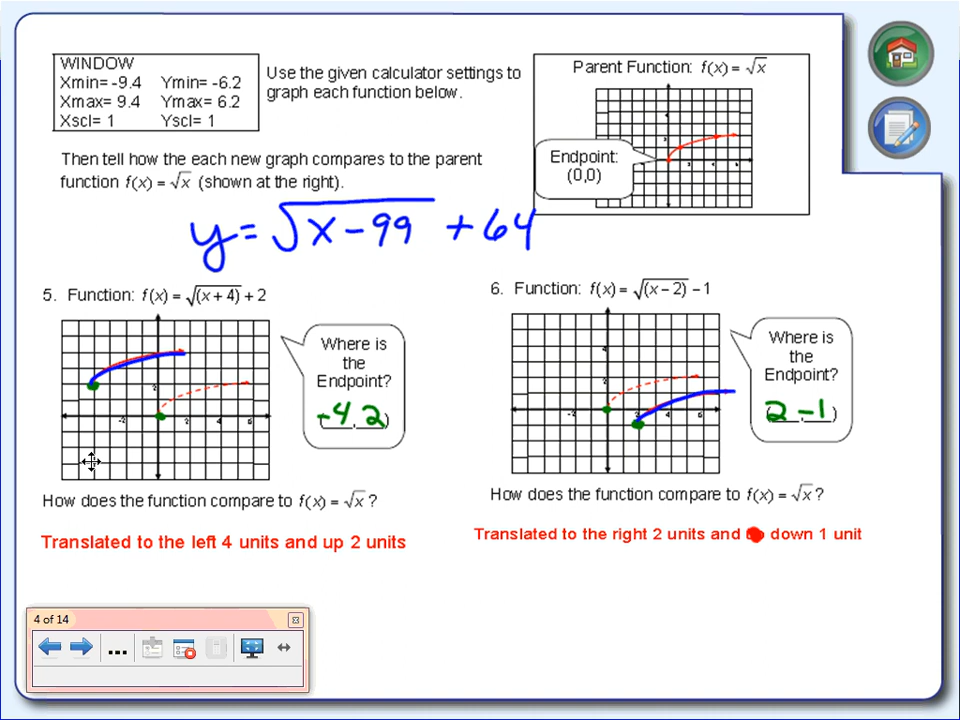 WINDOW
Xmin= -9.4 Ymin= -6.2
Xmax= 9.4 Ymax= 6.2
Xscl= 1 Yscl= 1
Use the given calculator settings to
graph each function below.
Then tell how the each new graph compares to the parent
function f(x) = √x (shown at the right).
Parent Function: f(x) = √x
Endpoint:
(0,0)
y = √x - 99 + 64
5. Function: f(x) = √(x + 4) + 2
Where is
the
Endpoint?
(-4, 2)
How does the function compare to f(x) = √x ?
Translated to the left 4 units and up 2 units
6. Function: f(x) = √(x – 2) – 1
Where is
the
Endpoint?
(2, -1)
How does the function compare to f(x) = √x ?
Translated to the right 2 units and down 1 unit
4 of 14